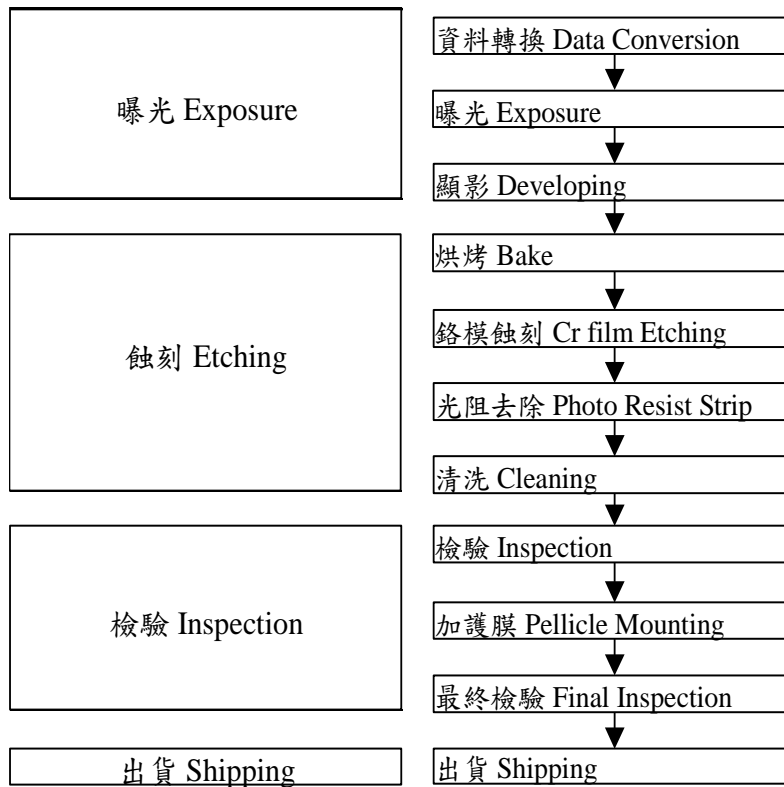 曝光 Exposure
資料轉換 Data Conversion
曝光 Exposure
顯影 Developing
蝕刻 Etching
烘烤 Bake
鉻模蝕刻 Cr film Etching
光阻去除 Photo Resist Strip
清洗 Cleaning
檢驗 Inspection
檢驗 Inspection
加護膜 Pellicle Mounting
最終檢驗 Final Inspection
出貨 Shipping
出貨 Shipping